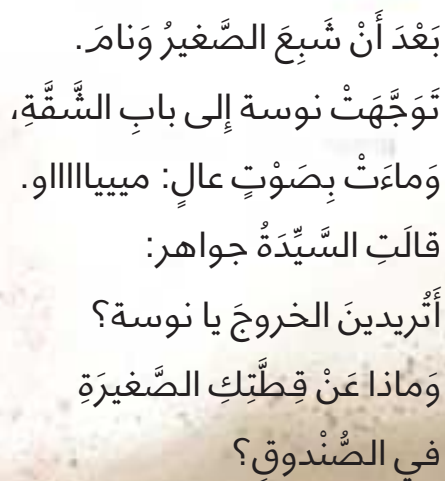 بَعْدَ أَنْ شَبِعَ الصَّغيرُ وَنامَ.
تَوَجَّهَتْ نوسة إِلى بابِ الشَّقَّةِ،
وَماءَتْ بِصَوْتٍ عالٍ: ميييااااااو.
قالَتِ السَّيِّدَةُ جواهر:
أَتُريدينَ الخروجَ يا نوسة؟
وَماذا عَنْ قِطَّتِكِ الصَّغيرَةِ
في الصُّنْدوقِ؟